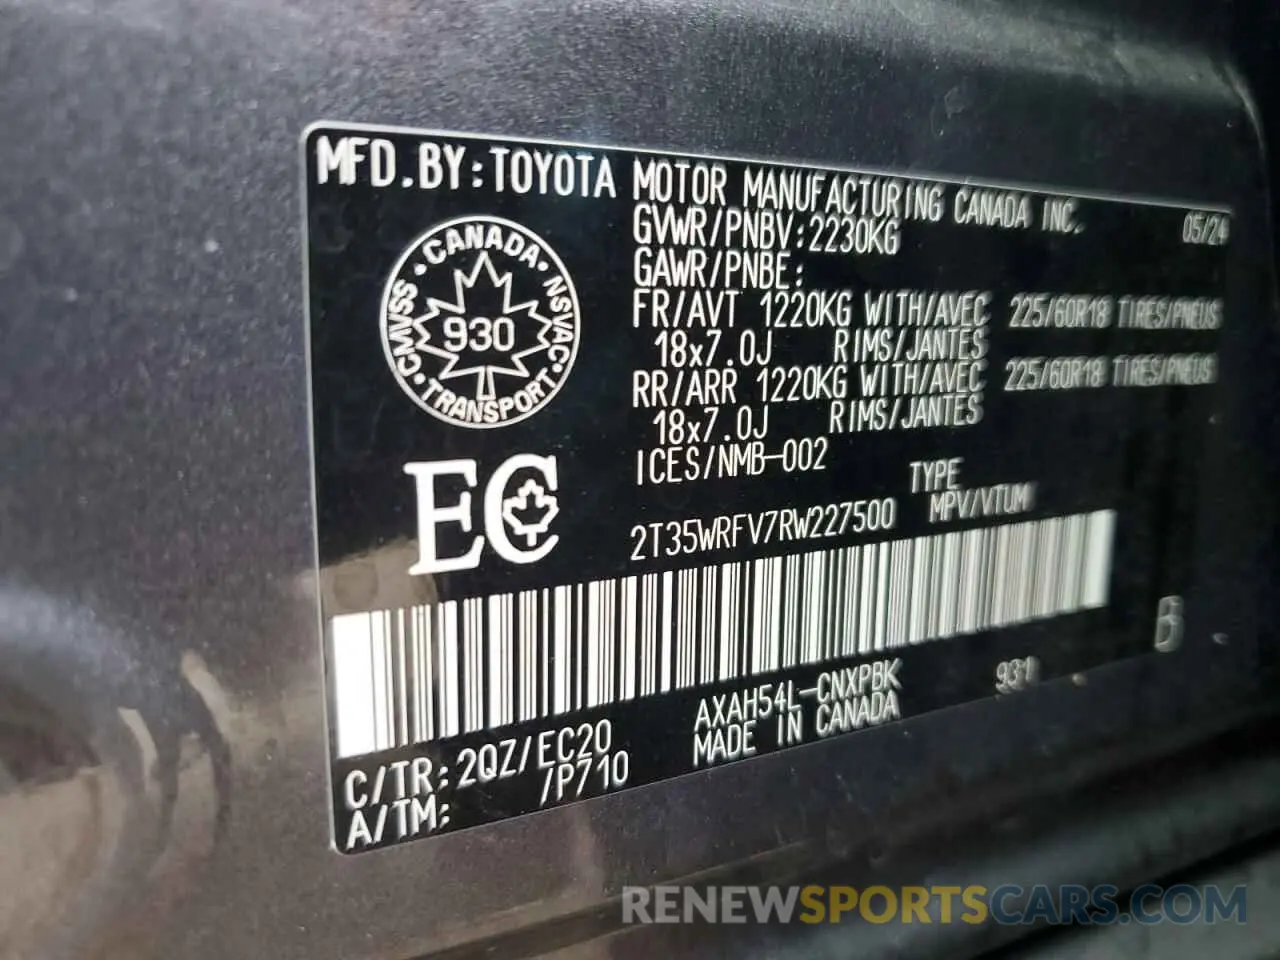 MFD.BY:TOYOTA MOTOR MANUFACTURING CANADA INC. 05/24
GVWR/PNBV:2230KG
GAWR/PNBE:
FR/AVT 1220KG WITH/AVEC 225/60R18 TIRES/PNEUS
18x7.0J RIMS/JANTES
RR/ARR 1220KG WITH/AVEC 225/60R18 TIRES/PNEUS
18x7.0J RIMS/JANTES
ICES/NMB-002
CANADA • NSVAC • TRANSPORT • CMVSS •
930
EC
TYPE
2T35WRFV7RW227500 MPV/VTUM
B
AXAH54L-CNXPBK 931
MADE IN CANADA
C/TR:2QZ/EC20
A/TM: /P710
RENEWSPORTSCARS.COM